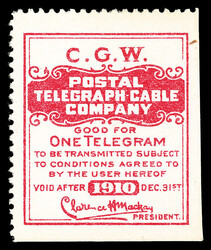 C.G.W.
POSTAL
TELEGRAPH-CABLE
COMPANY
GOOD FOR
ONE TELEGRAM
TO BE TRANSMITTED SUBJECT
TO CONDITIONS AGREED TO
BY THE USER HEREOF
VOID AFTER 1910 DEC. 31ST
Clarence H Mackay
PRESIDENT.